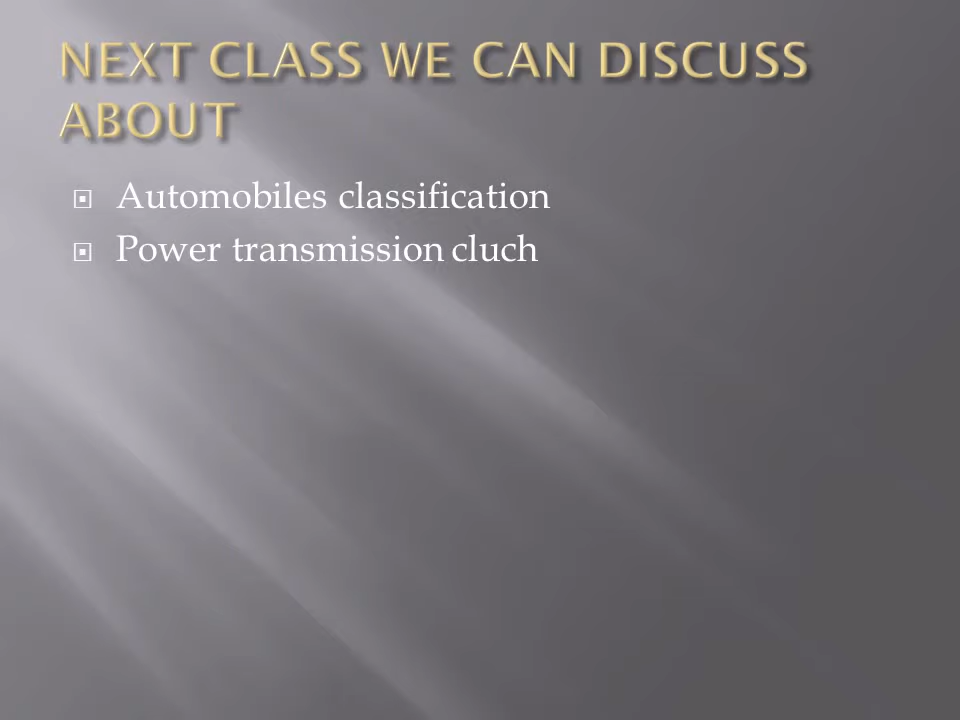 NEXT CLASS WE CAN DISCUSS
ABOUT
Automobiles classification
Power transmission cluch